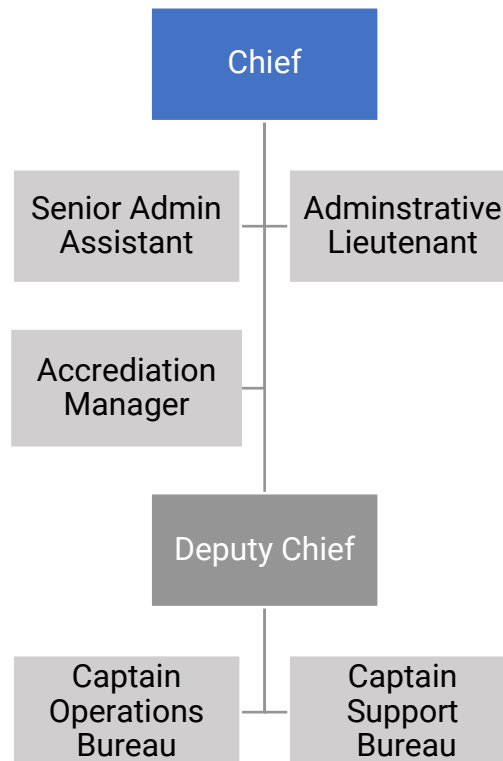 Chief
Senior Admin
Assistant
Adminstrative
Lieutenant
Accrediation
Manager
Deputy Chief
Captain
Operations
Bureau
Captain
Support
Bureau